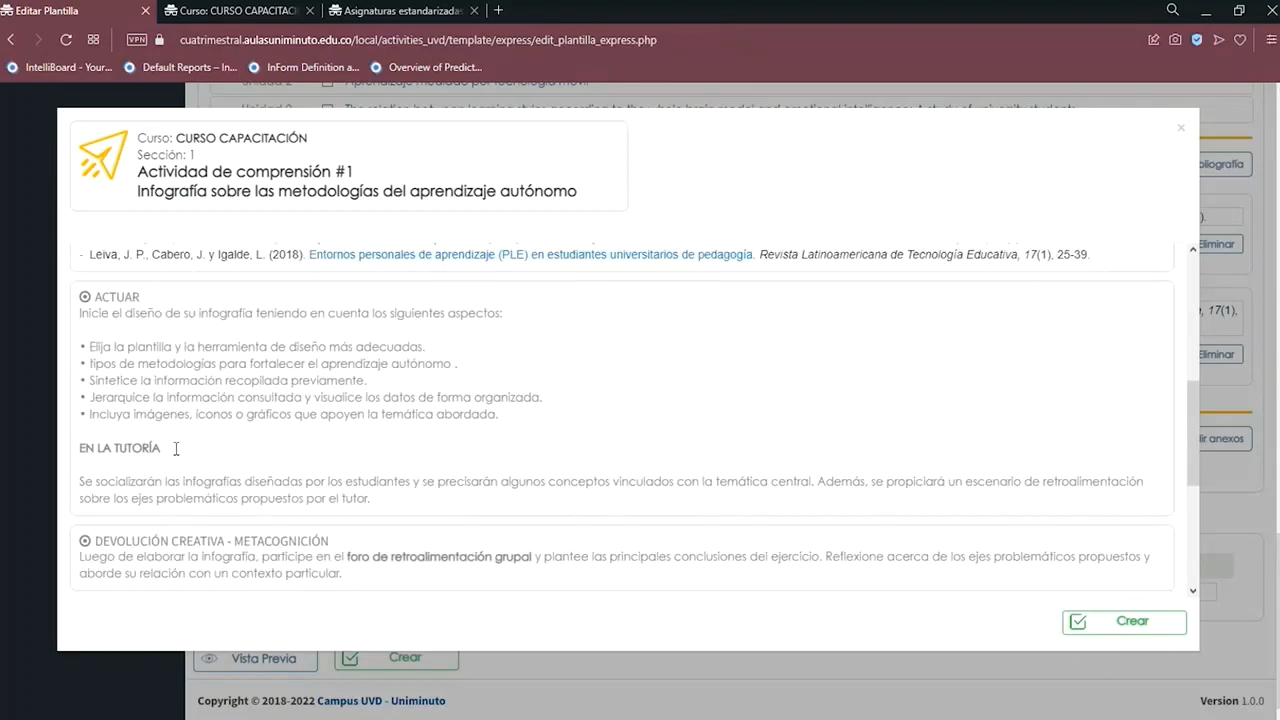 Editar Plantilla
Curso: CURSO CAPACITACI
Asignaturas estandarizadas
VPN
cuatrimestral.aulasuniminuto.edu.co/local/activities_uvd/template/express/edit_plantilla_express.php
IntelliBoard - Your...
Default Reports – In...
InForm Definition a...
Overview of Predict...
Curso: CURSO CAPACITACIÓN
Sección: 1
Actividad de comprensión #1
Infografía sobre las metodologías del aprendizaje autónomo
bliografía
).
Eliminar
, 17(1).
Eliminar
dir anexos
- Leiva, J. P., Cabero, J. y Igalde, L. (2018). Entornos personales de aprendizaje (PLE) en estudiantes universitarios de pedagogía. Revista Latinoamericana de Tecnología Educativa, 17(1), 25-39.
ACTUAR
Inicie el diseño de su infografía teniendo en cuenta los siguientes aspectos:
• Elija la plantilla y la herramienta de diseño más adecuadas.
• tipos de metodologías para fortalecer el aprendizaje autónomo .
• Sintetice la información recopilada previamente.
• Jerarquice la información consultada y visualice los datos de forma organizada.
• Incluya imágenes, íconos o gráficos que apoyen la temática abordada.
EN LA TUTORÍA
Se socializarán las infografías diseñadas por los estudiantes y se precisarán algunos conceptos vinculados con la temática central. Además, se propiciará un escenario de retroalimentación
sobre los ejes problemáticos propuestos por el tutor.
DEVOLUCIÓN CREATIVA - METACOGNICIÓN
Luego de elaborar la infografía, participe en el foro de retroalimentación grupal y plantee las principales conclusiones del ejercicio. Reflexione acerca de los ejes problemáticos propuestos y
aborde su relación con un contexto particular.
Crear
Vista Previa
Crear
Copyright © 2018-2022 Campus UVD - Uniminuto
Version 1.0.0